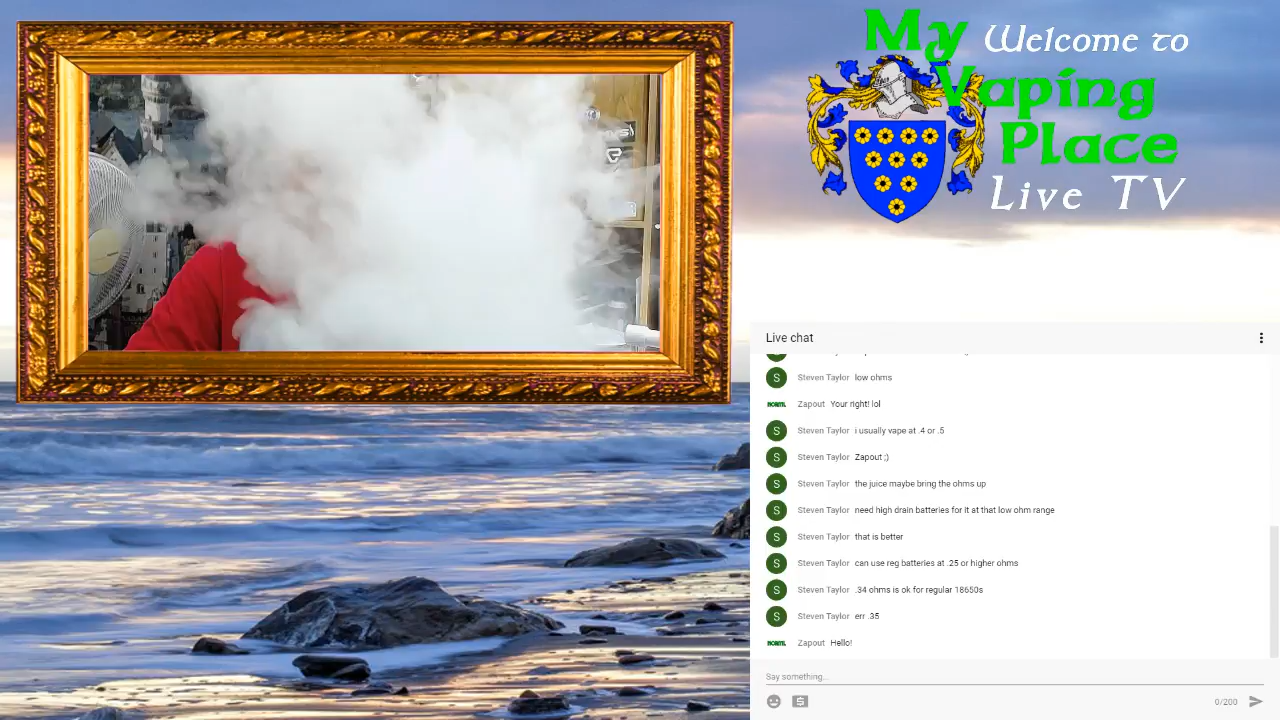 My Welcome to
Vaping
Place
Live TV
Live chat
S Steven Taylor low ohms
Zapout Your right! lol
S Steven Taylor i usually vape at .4 or .5
S Steven Taylor Zapout ;)
S Steven Taylor the juice maybe bring the ohms up
S Steven Taylor need high drain batteries for it at that low ohm range
S Steven Taylor that is better
S Steven Taylor can use reg batteries at .25 or higher ohms
S Steven Taylor .34 ohms is ok for regular 18650s
S Steven Taylor err .35
Zapout Hello!
Say something...
0/200